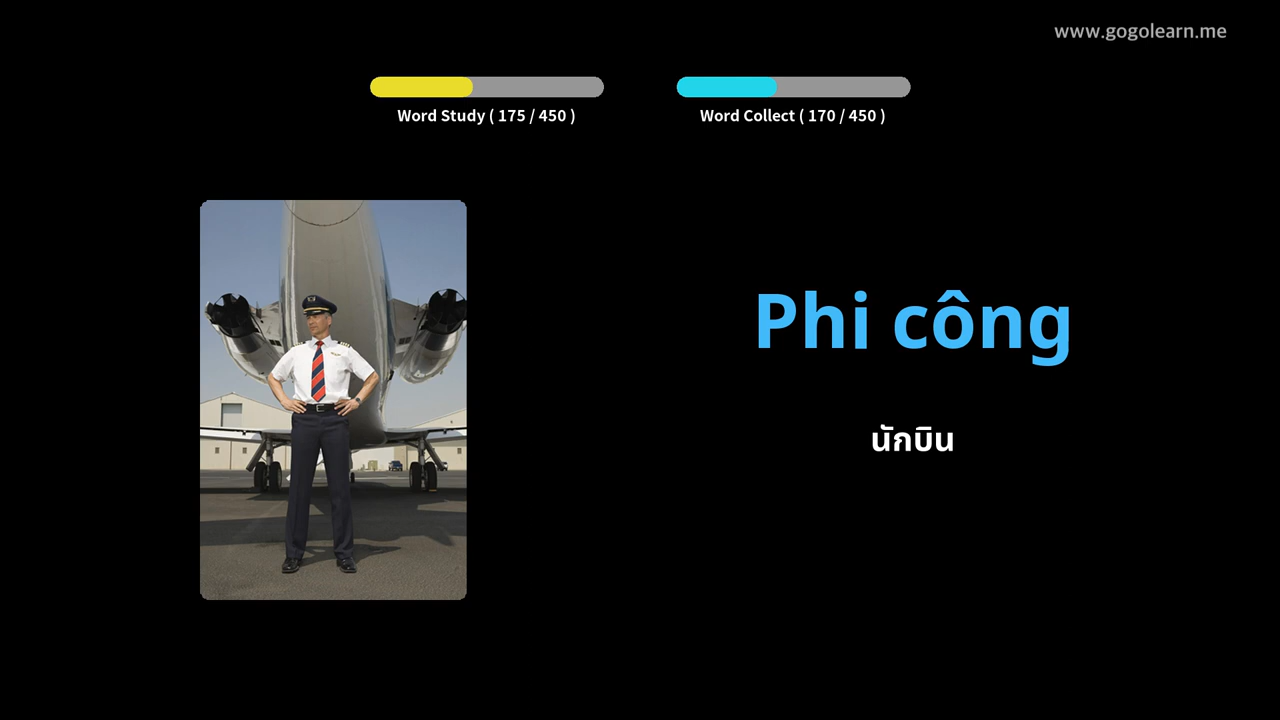 www.gogolearn.me
Word Study ( 175 / 450 )
Word Collect ( 170 / 450 )
Phi công
นักบิน